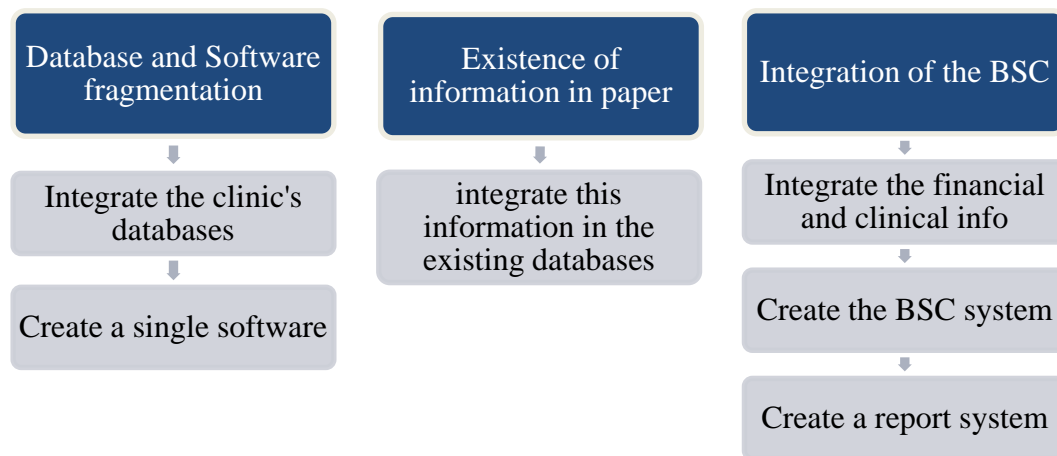 Database and Software
fragmentation
Integrate the clinic's
databases
Create a single software
Existence of
information in paper
integrate this
information in the
existing databases
Integration of the BSC
Integrate the financial
and clinical info
Create the BSC system
Create a report system